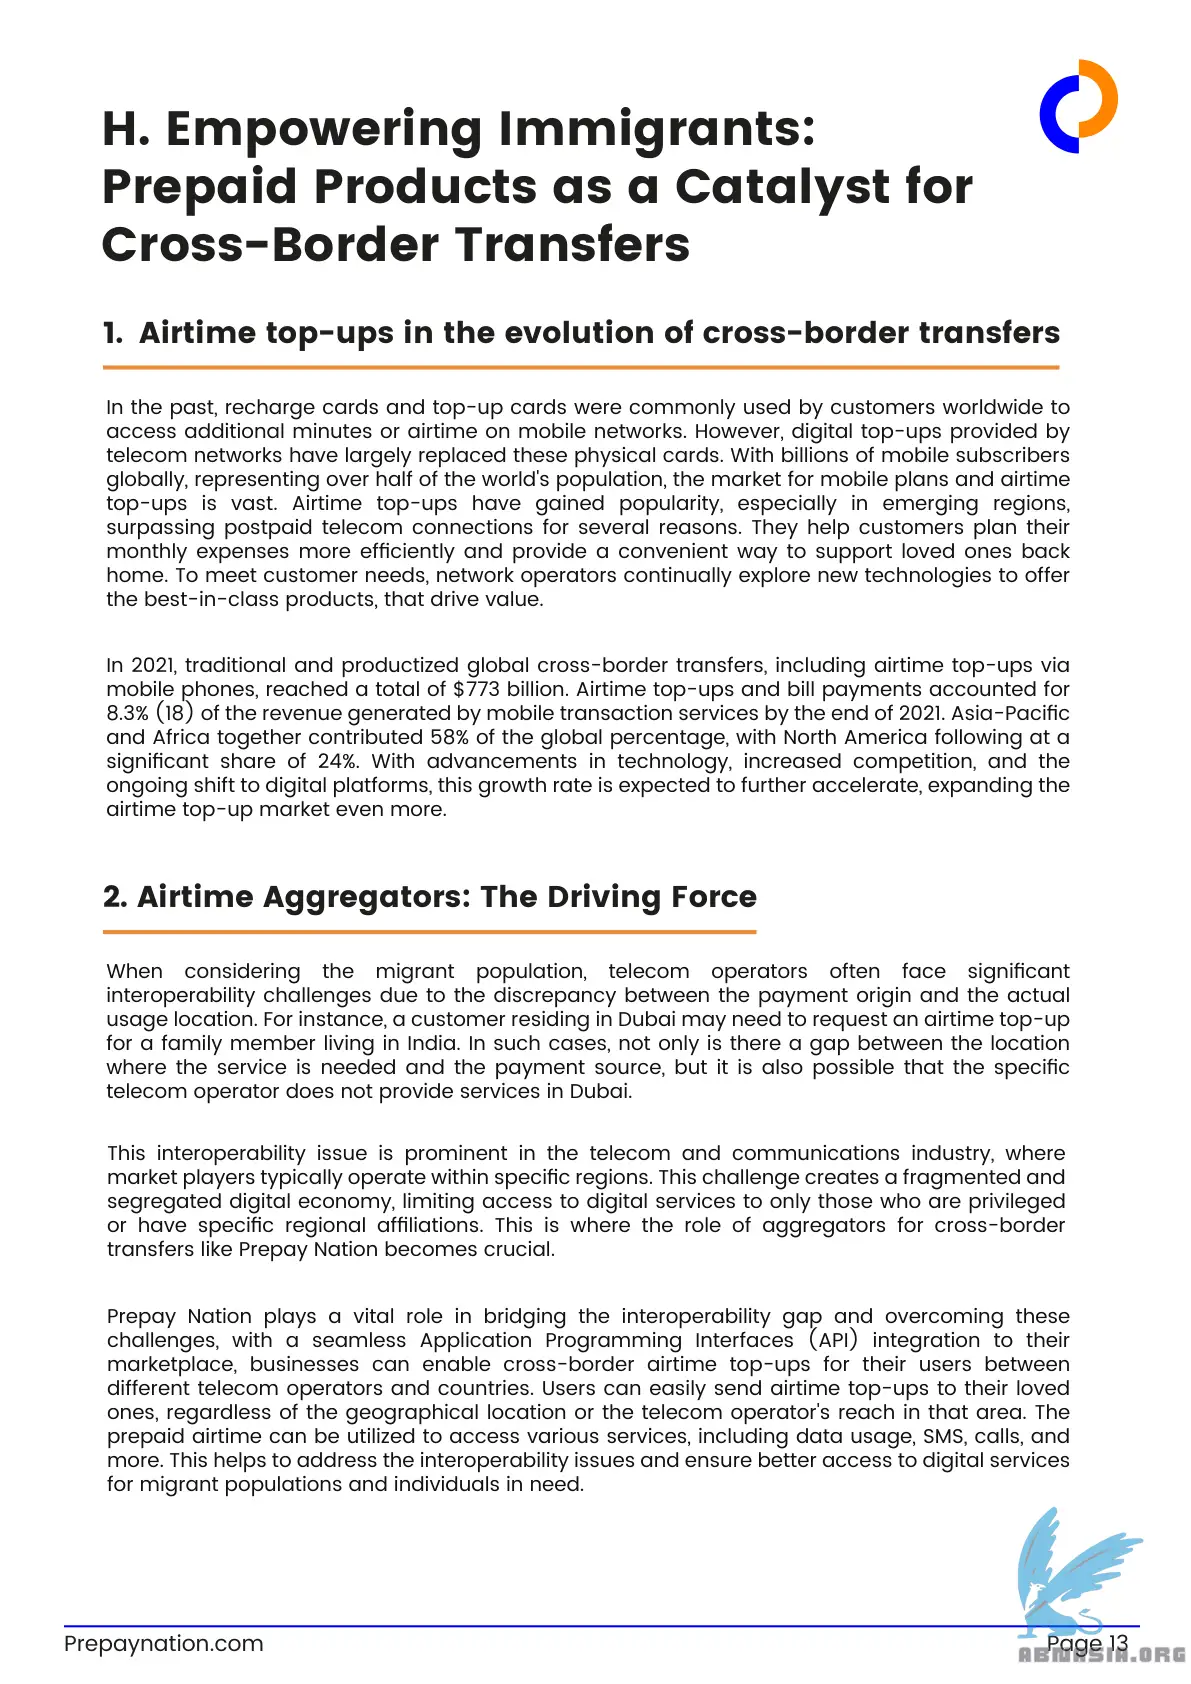 H. Empowering Immigrants:
Prepaid Products as a Catalyst for
Cross-Border Transfers
1. Airtime top-ups in the evolution of cross-border transfers
In the past, recharge cards and top-up cards were commonly used by customers worldwide to
access additional minutes or airtime on mobile networks. However, digital top-ups provided by
telecom networks have largely replaced these physical cards. With billions of mobile subscribers
globally, representing over half of the world's population, the market for mobile plans and airtime
top-ups is vast. Airtime top-ups have gained popularity, especially in emerging regions,
surpassing postpaid telecom connections for several reasons. They help customers plan their
monthly expenses more efficiently and provide a convenient way to support loved ones back
home. To meet customer needs, network operators continually explore new technologies to offer
the best-in-class products, that drive value.
In 2021, traditional and productized global cross-border transfers, including airtime top-ups via
mobile phones, reached a total of $773 billion. Airtime top-ups and bill payments accounted for
8.3% (18) of the revenue generated by mobile transaction services by the end of 2021. Asia-Pacific
and Africa together contributed 58% of the global percentage, with North America following at a
significant share of 24%. With advancements in technology, increased competition, and the
ongoing shift to digital platforms, this growth rate is expected to further accelerate, expanding the
airtime top-up market even more.
2. Airtime Aggregators: The Driving Force
When considering the migrant population, telecom operators often face significant
interoperability challenges due to the discrepancy between the payment origin and the actual
usage location. For instance, a customer residing in Dubai may need to request an airtime top-up
for a family member living in India. In such cases, not only is there a gap between the location
where the service is needed and the payment source, but it is also possible that the specific
telecom operator does not provide services in Dubai.
This interoperability issue is prominent in the telecom and communications industry, where
market players typically operate within specific regions. This challenge creates a fragmented and
segregated digital economy, limiting access to digital services to only those who are privileged
or have specific regional affiliations. This is where the role of aggregators for cross-border
transfers like Prepay Nation becomes crucial.
Prepay Nation plays a vital role in bridging the interoperability gap and overcoming these
challenges, with a seamless Application Programming Interfaces (API) integration to their
marketplace, businesses can enable cross-border airtime top-ups for their users between
different telecom operators and countries. Users can easily send airtime top-ups to their loved
ones, regardless of the geographical location or the telecom operator's reach in that area. The
prepaid airtime can be utilized to access various services, including data usage, SMS, calls, and
more. This helps to address the interoperability issues and ensure better access to digital services
for migrant populations and individuals in need.
Prepaynation.com
Page 13
ABMASIA.ORG